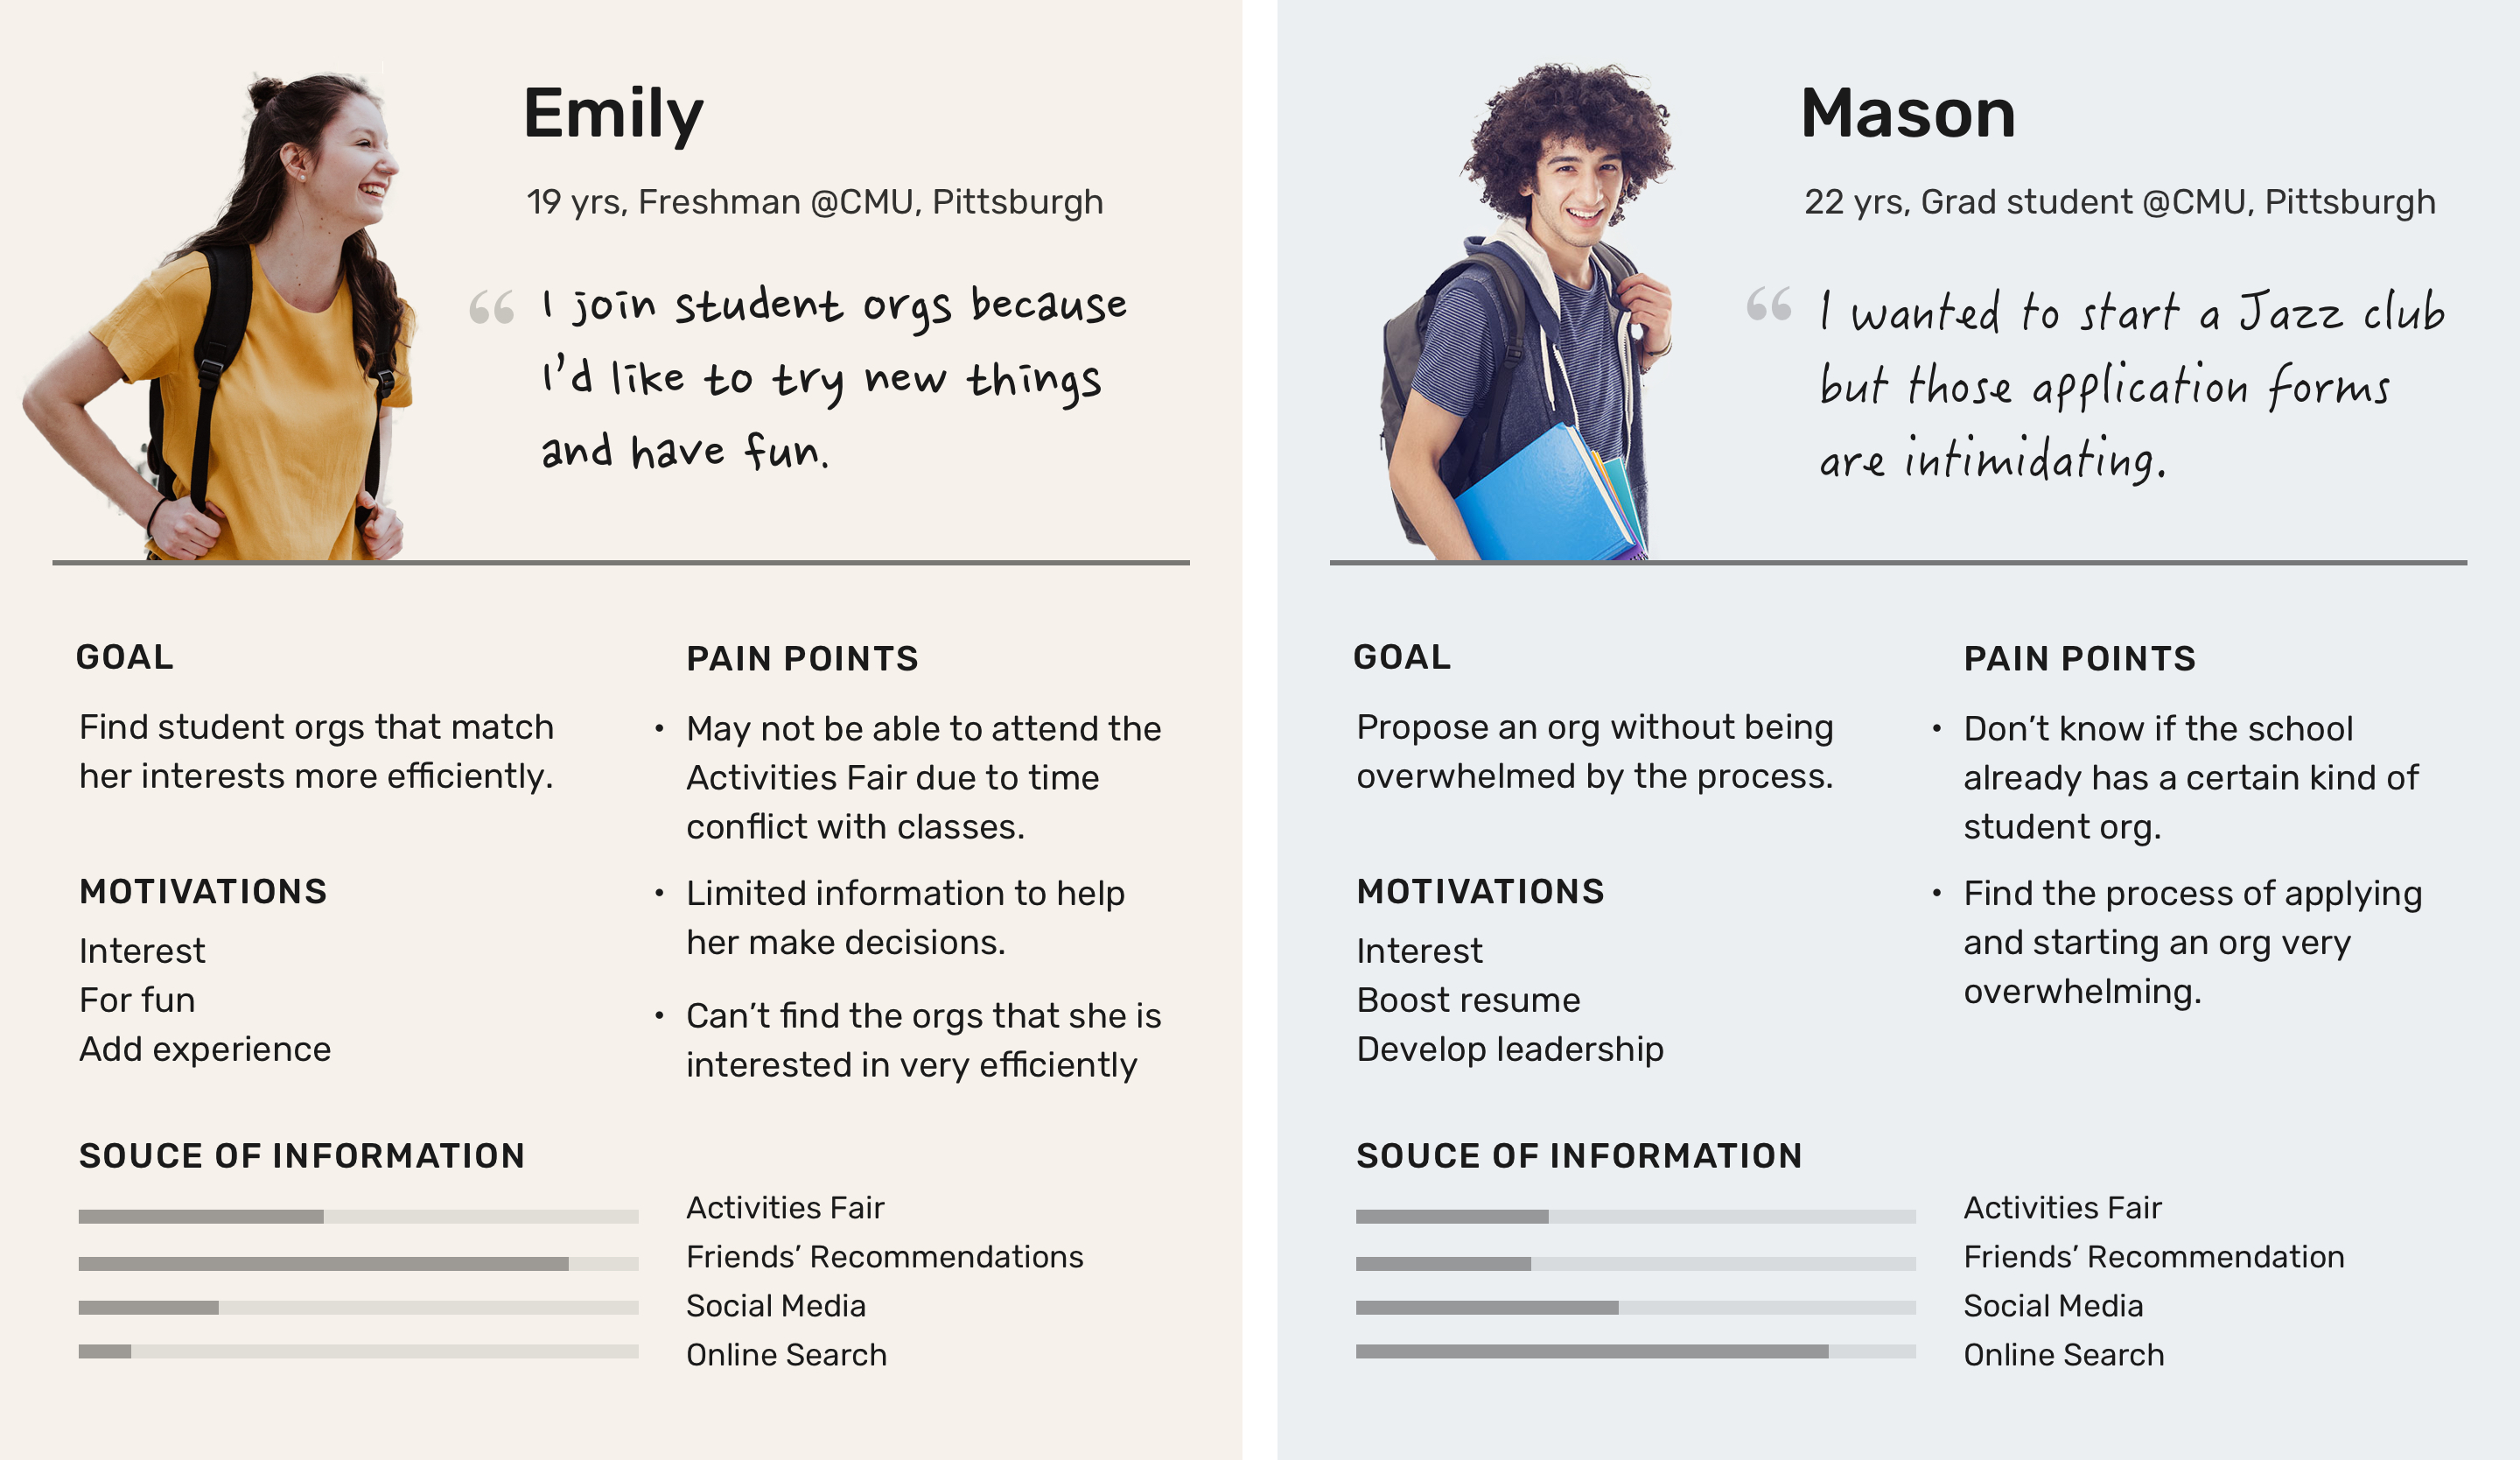 Emily
19 yrs, Freshman @CMU, Pittsburgh
“ I join student orgs because
I’d like to try new things
and have fun.
GOAL
Find student orgs that match
her interests more efficiently.
MOTIVATIONS
Interest
For fun
Add experience
PAIN POINTS
• May not be able to attend the
Activities Fair due to time
conflict with classes.
• Limited information to help
her make decisions.
• Can’t find the orgs that she is
interested in very efficiently
SOUCE OF INFORMATION
Activities Fair
Friends’ Recommendations
Social Media
Online Search
Mason
22 yrs, Grad student @CMU, Pittsburgh
“ I wanted to start a Jazz club
but those application forms
are intimidating.
GOAL
Propose an org without being
overwhelmed by the process.
MOTIVATIONS
Interest
Boost resume
Develop leadership
PAIN POINTS
• Don’t know if the school
already has a certain kind of
student org.
• Find the process of applying
and starting an org very
overwhelming.
SOUCE OF INFORMATION
Activities Fair
Friends’ Recommendation
Social Media
Online Search